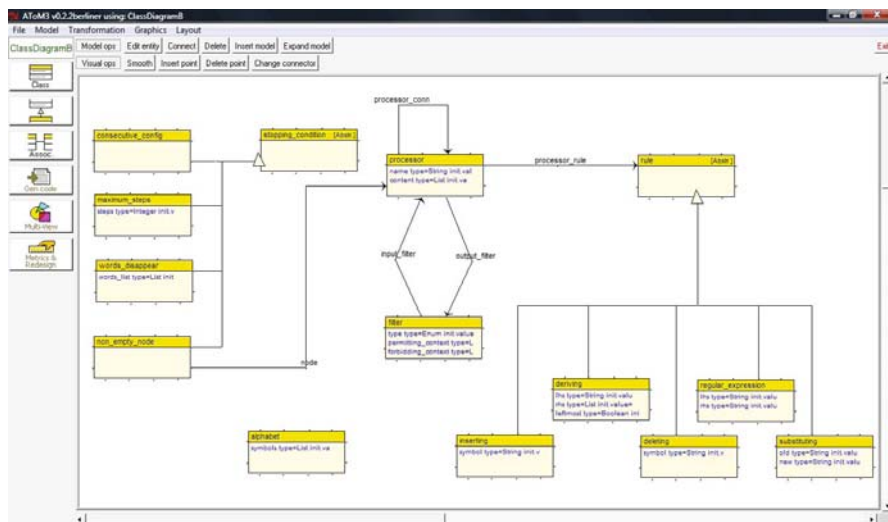 AToM3 v0.2.2berliner using: ClassDiagramB
File Model Transformation Graphics Layout
ClassDiagramB
Model ops Edit entity Connect Delete Insert model Expand model
Visual ops Smooth Insert point Delete point Change connector
Class
Assoc.
Gen code
Multi-View
Metrics &
Redesign
processor_conn
consecutive_config
stopping_condition [Abstr.]
processor
name type=String init.val
content type=List init.va
processor_rule
rule [Abstr.]
maximum_steps
steps type=Integer init.v
words_disappear
words_list type=List init
input_filter
output_filter
non_empty_node
node
filter
type type=Enum init.value
permitting_context type=L
forbidding_context type=L
deriving
lhs type=String init.valu
rhs type=List init.value=
leftmost type=Boolean ini
regular_expression
lhs type=String init.valu
rhs type=String init.valu
alphabet
symbols type=List init.va
inserting
symbol type=String init.v
deleting
symbol type=String init.v
substituting
old type=String init.valu
new type=String init.valu